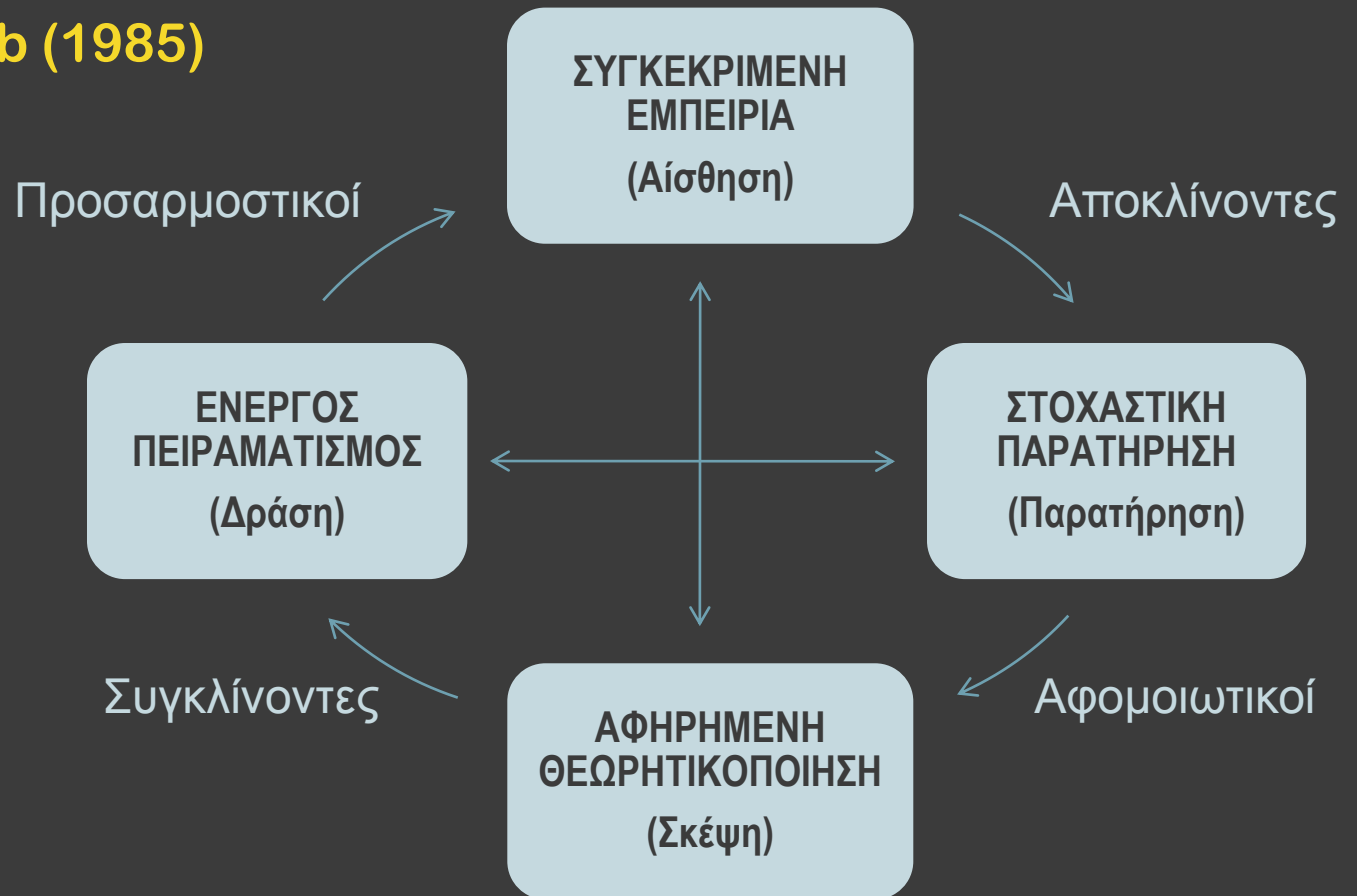 b (1985)
ΣΥΓΚΕΚΡΙΜΕΝΗ
ΕΜΠΕΙΡΙΑ
(Αίσθηση)
Προσαρμοστικοί
Αποκλίνοντες
ΕΝΕΡΓΟΣ
ΠΕΙΡΑΜΑΤΙΣΜΟΣ
(Δράση)
ΣΤΟΧΑΣΤΙΚΗ
ΠΑΡΑΤΗΡΗΣΗ
(Παρατήρηση)
Συγκλίνοντες
Αφομοιωτικοί
ΑΦΗΡΗΜΕΝΗ
ΘΕΩΡΗΤΙΚΟΠΟΙΗΣΗ
(Σκέψη)